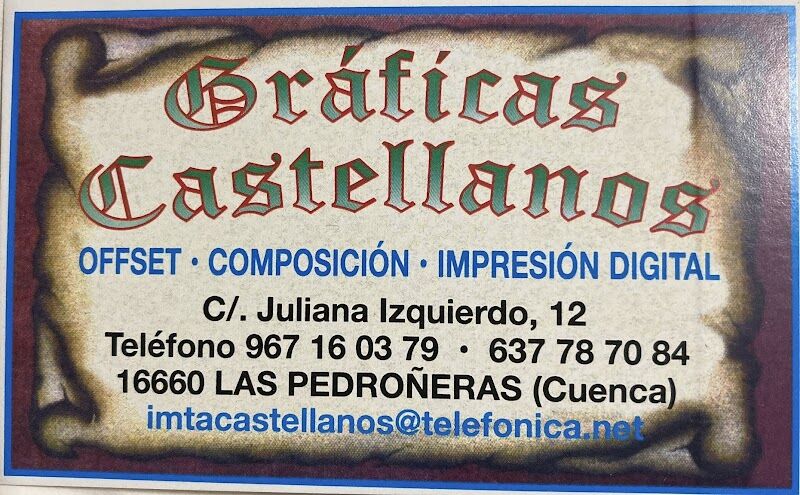 Gráficas
Castellanos
OFFSET · COMPOSICIÓN · IMPRESIÓN DIGITAL
C/. Juliana Izquierdo, 12
Teléfono 967 16 03 79 · 637 78 70 84
16660 LAS PEDROÑERAS (Cuenca)
imtacastellanos@telefonica.net